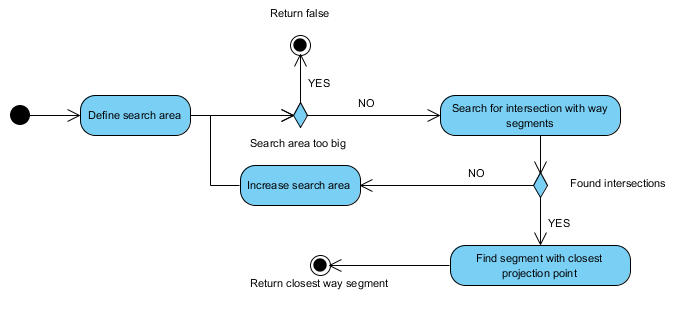 Return false
YES
NO
Define search area
Search for intersection with way
segments
Search area too big
NO
Increase search area
Found intersections
YES
Find segment with closest
projection point
Return closest way segment